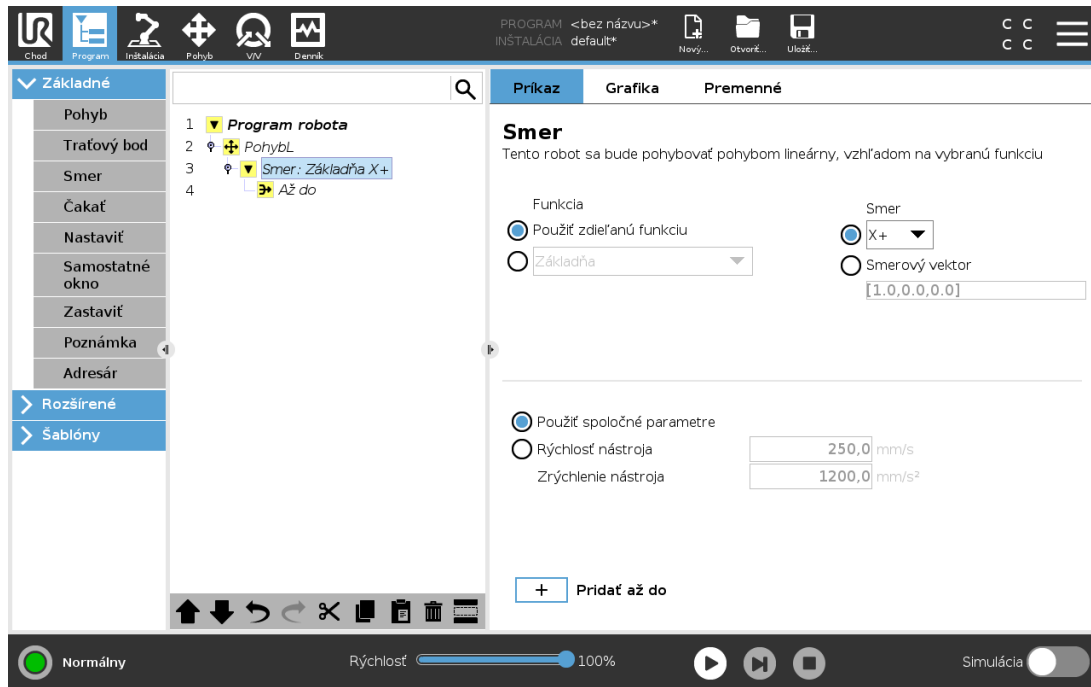 PROGRAM <bez názvu>*
INŠTALÁCIA default*
Chod
Program
Inštalácia
Pohyb
V/V
Denník
Nový...
Otvoriť...
Uložiť...
C C
C C
Základné
Pohyb
Traťový bod
Smer
Čakať
Nastaviť
Samostatné
okno
Zastaviť
Poznámka
Adresár
Rozšírené
Šablóny
1 Program robota
2 PohybL
3 Smer: Základňa X+
4 Až do
Príkaz Grafika Premenné
Smer
Tento robot sa bude pohybovať pohybom lineárny, vzhľadom na vybranú funkciu
Funkcia
Použiť zdieľanú funkciu
Základňa
Smer
X+
Smerový vektor
[1.0,0.0,0.0]
Použiť spoločné parametre
Rýchlosť nástroja 250,0 mm/s
Zrýchlenie nástroja 1200,0 mm/s²
+ Pridať až do
Normálny
Rýchlosť 100%
Simulácia